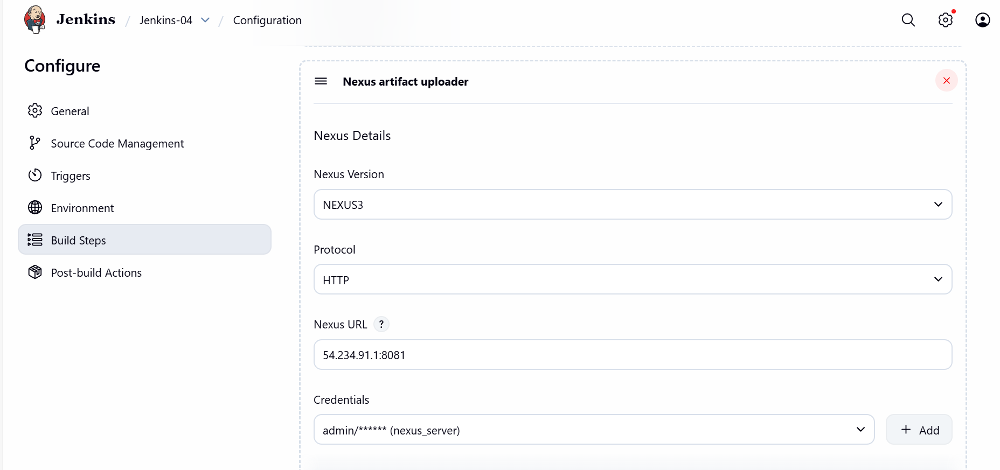 Jenkins / Jenkins-04 / Configuration
Configure
General
Source Code Management
Triggers
Environment
Build Steps
Post-build Actions
Nexus artifact uploader
Nexus Details
Nexus Version
NEXUS3
Protocol
HTTP
Nexus URL ?
54.234.91.1:8081
Credentials
admin/****** (nexus_server)
+ Add